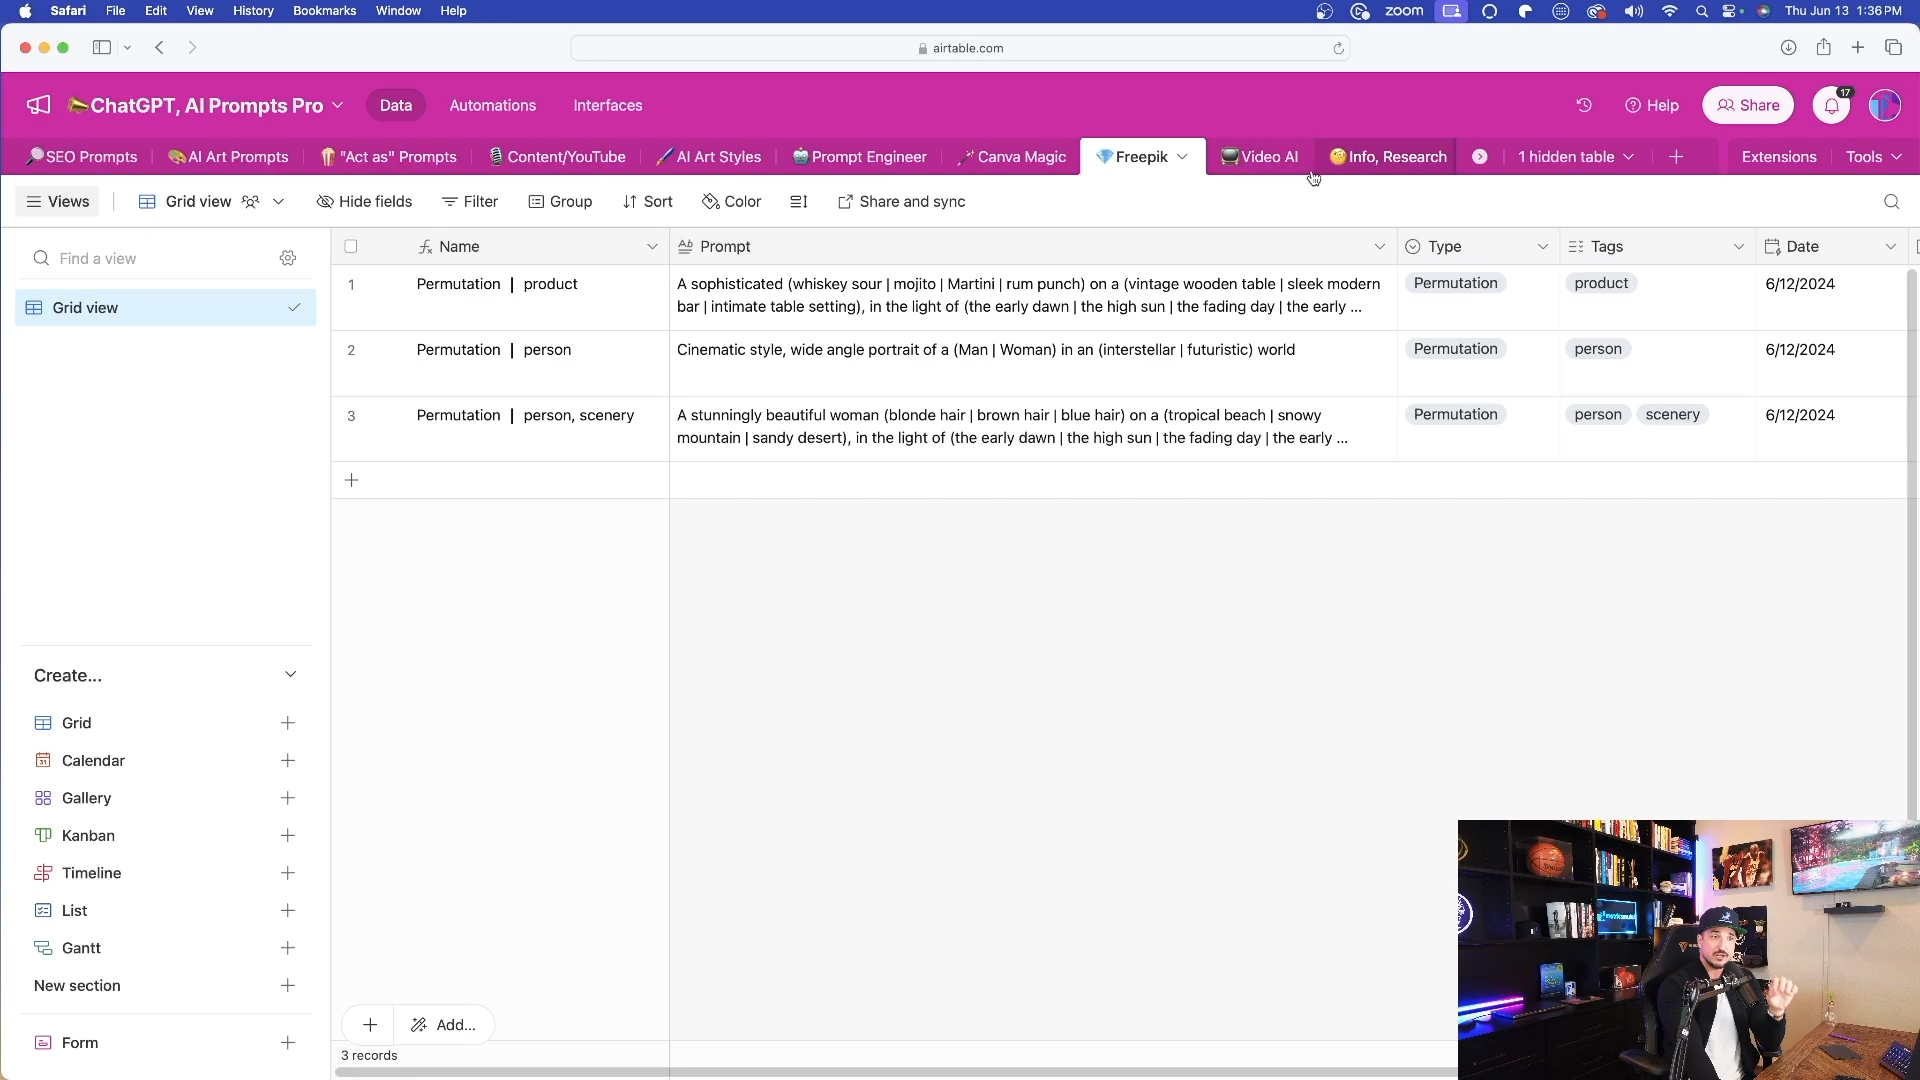 Safari File Edit View History Bookmarks Window Help zoom Thu Jun 13 1:36 PM
airtable.com
ChatGPT, AI Prompts Pro Data Automations Interfaces Help Share 17
SEO Prompts AI Art Prompts "Act as" Prompts Content/YouTube AI Art Styles Prompt Engineer Canva Magic Freepik Video AI Info, Research 1 hidden table Extensions Tools
Views Grid view Hide fields Filter Group Sort Color Share and sync
Find a view
Grid view
Name Prompt Type Tags Date
1 Permutation | product A sophisticated (whiskey sour | mojito | Martini | rum punch) on a (vintage wooden table | sleek modern Permutation product 6/12/2024
bar | intimate table setting), in the light of (the early dawn | the high sun | the fading day | the early ...
2 Permutation | person Cinematic style, wide angle portrait of a (Man | Woman) in an (interstellar | futuristic) world Permutation person 6/12/2024
3 Permutation | person, scenery A stunningly beautiful woman (blonde hair | brown hair | blue hair) on a (tropical beach | snowy Permutation person scenery 6/12/2024
mountain | sandy desert), in the light of (the early dawn | the high sun | the fading day | the early ...
Create...
Grid
Calendar
Gallery
Kanban
Timeline
List
Gantt
New section
Form
Add...
3 records